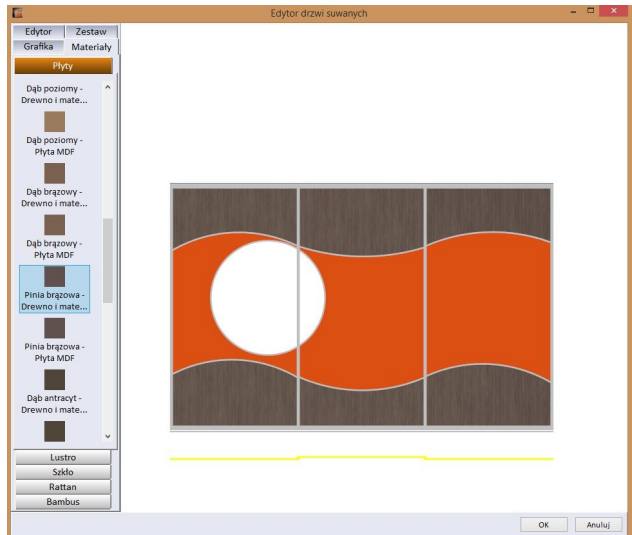 Edytor drzwi suwanych
Edytor
Zestaw
Grafika
Materiały
Płyty
Dąb poziomy -
Drewno i mate...
Dąb poziomy -
Płyta MDF
Dąb brązowy -
Drewno i mate...
Dąb brązowy -
Płyta MDF
Pinia brązowa -
Drewno i mate...
Pinia brązowa -
Płyta MDF
Dąb antracyt -
Drewno i mate...
Lustro
Szkło
Rattan
Bambus
OK
Anuluj